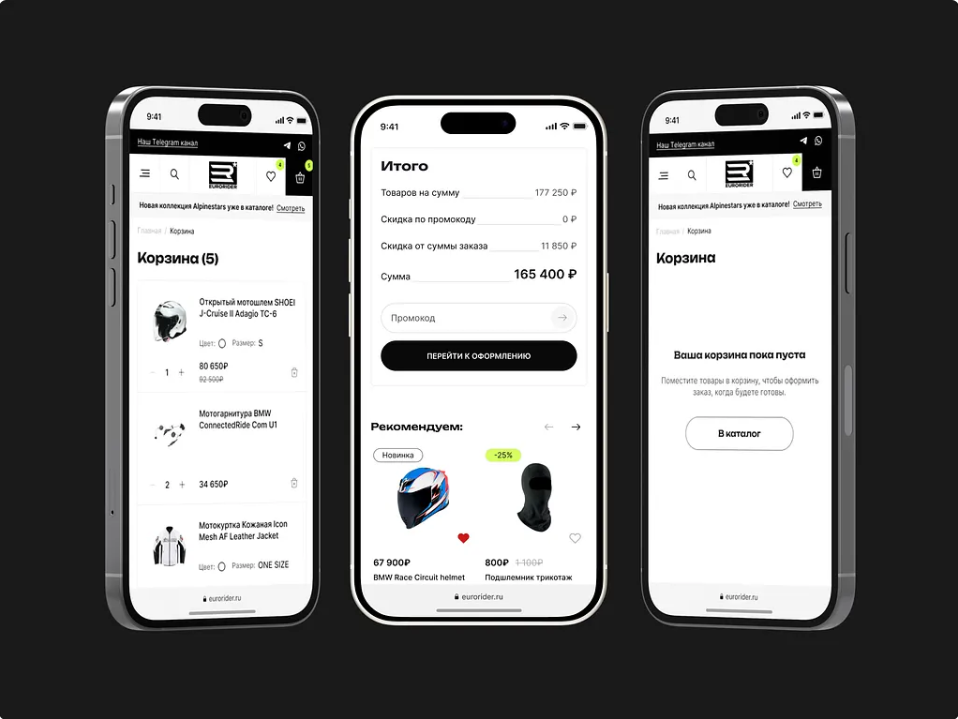 9:41
Наш Telegram канал
4
5
EURORIDER
Новая коллекция Alpinestars уже в каталоге! Смотреть
Главная / Корзина
Корзина (5)
Открытый мотошлем SHOEI
J-Cruise II Adagio TC-6
Цвет: Размер: S
− 1 +
80 650₽
92 500₽
Мотогарнитура BMW
ConnectedRide Com U1
− 2 +
34 650₽
Мотокуртка Кожаная Icon
Mesh AF Leather Jacket
Цвет: Размер: ONE SIZE
eurorider.ru
9:41
Итого
Товаров на сумму 177 250 ₽
Скидка по промокоду 0 ₽
Скидка от суммы заказа 11 850 ₽
Сумма 165 400 ₽
Промокод
ПЕРЕЙТИ К ОФОРМЛЕНИЮ
Рекомендуем:
Новинка
-25%
67 900₽
800₽ 1 100₽
BMW Race Circuit helmet
Подшлемник трикотаж
eurorider.ru
9:41
Наш Telegram канал
4
EURORIDER
Новая коллекция Alpinestars уже в каталоге! Смотреть
Главная / Корзина
Корзина
Ваша корзина пока пуста
Поместите товары в корзину, чтобы оформить
заказ, когда будете готовы.
В каталог
eurorider.ru